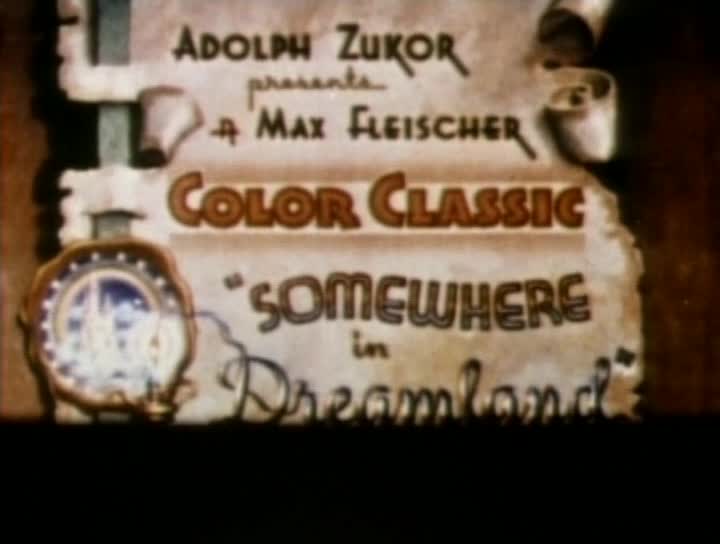 ADOLPH ZUKOR
presents
A MAX FLEISCHER
COLOR CLASSIC
"SOMEWHERE
in
Dreamland"